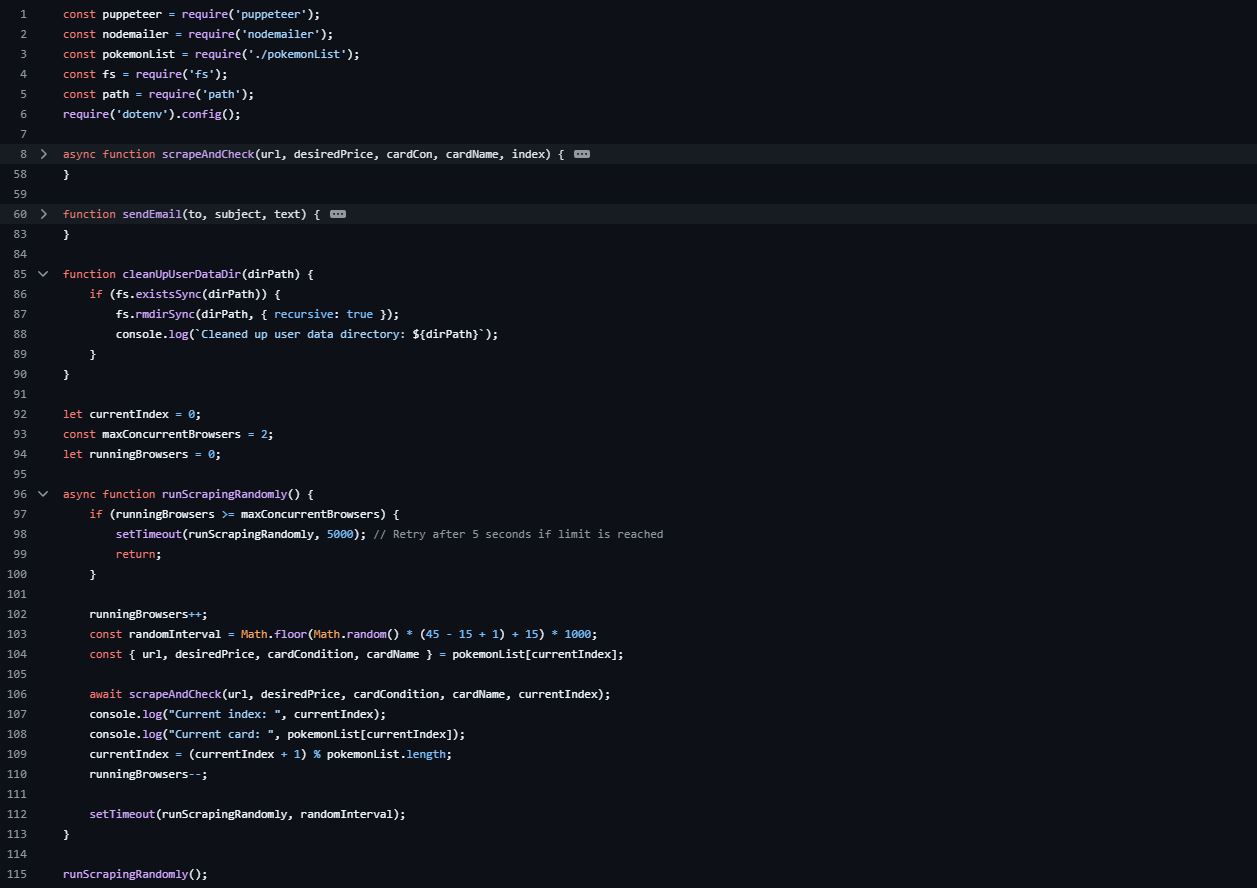 1 const puppeteer = require('puppeteer');
2 const nodemailer = require('nodemailer');
3 const pokemonList = require('./pokemonList');
4 const fs = require('fs');
5 const path = require('path');
6 require('dotenv').config();
7
8 async function scrapeAndCheck(url, desiredPrice, cardCon, cardName, index) { ...
58 }
59
60 function sendEmail(to, subject, text) { ...
83 }
84
85 function cleanUpUserDataDir(dirPath) {
86     if (fs.existsSync(dirPath)) {
87         fs.rmdirSync(dirPath, { recursive: true });
88         console.log(`Cleaned up user data directory: ${dirPath}`);
89     }
90 }
91
92 let currentIndex = 0;
93 const maxConcurrentBrowsers = 2;
94 let runningBrowsers = 0;
95
96 async function runScrapingRandomly() {
97     if (runningBrowsers >= maxConcurrentBrowsers) {
98         setTimeout(runScrapingRandomly, 5000); // Retry after 5 seconds if limit is reached
99         return;
100     }
101
102     runningBrowsers++;
103     const randomInterval = Math.floor(Math.random() * (45 - 15 + 1) + 15) * 1000;
104     const { url, desiredPrice, cardCondition, cardName } = pokemonList[currentIndex];
105
106     await scrapeAndCheck(url, desiredPrice, cardCondition, cardName, currentIndex);
107     console.log("Current index: ", currentIndex);
108     console.log("Current card: ", pokemonList[currentIndex]);
109     currentIndex = (currentIndex + 1) % pokemonList.length;
110     runningBrowsers--;
111
112     setTimeout(runScrapingRandomly, randomInterval);
113 }
114
115 runScrapingRandomly();